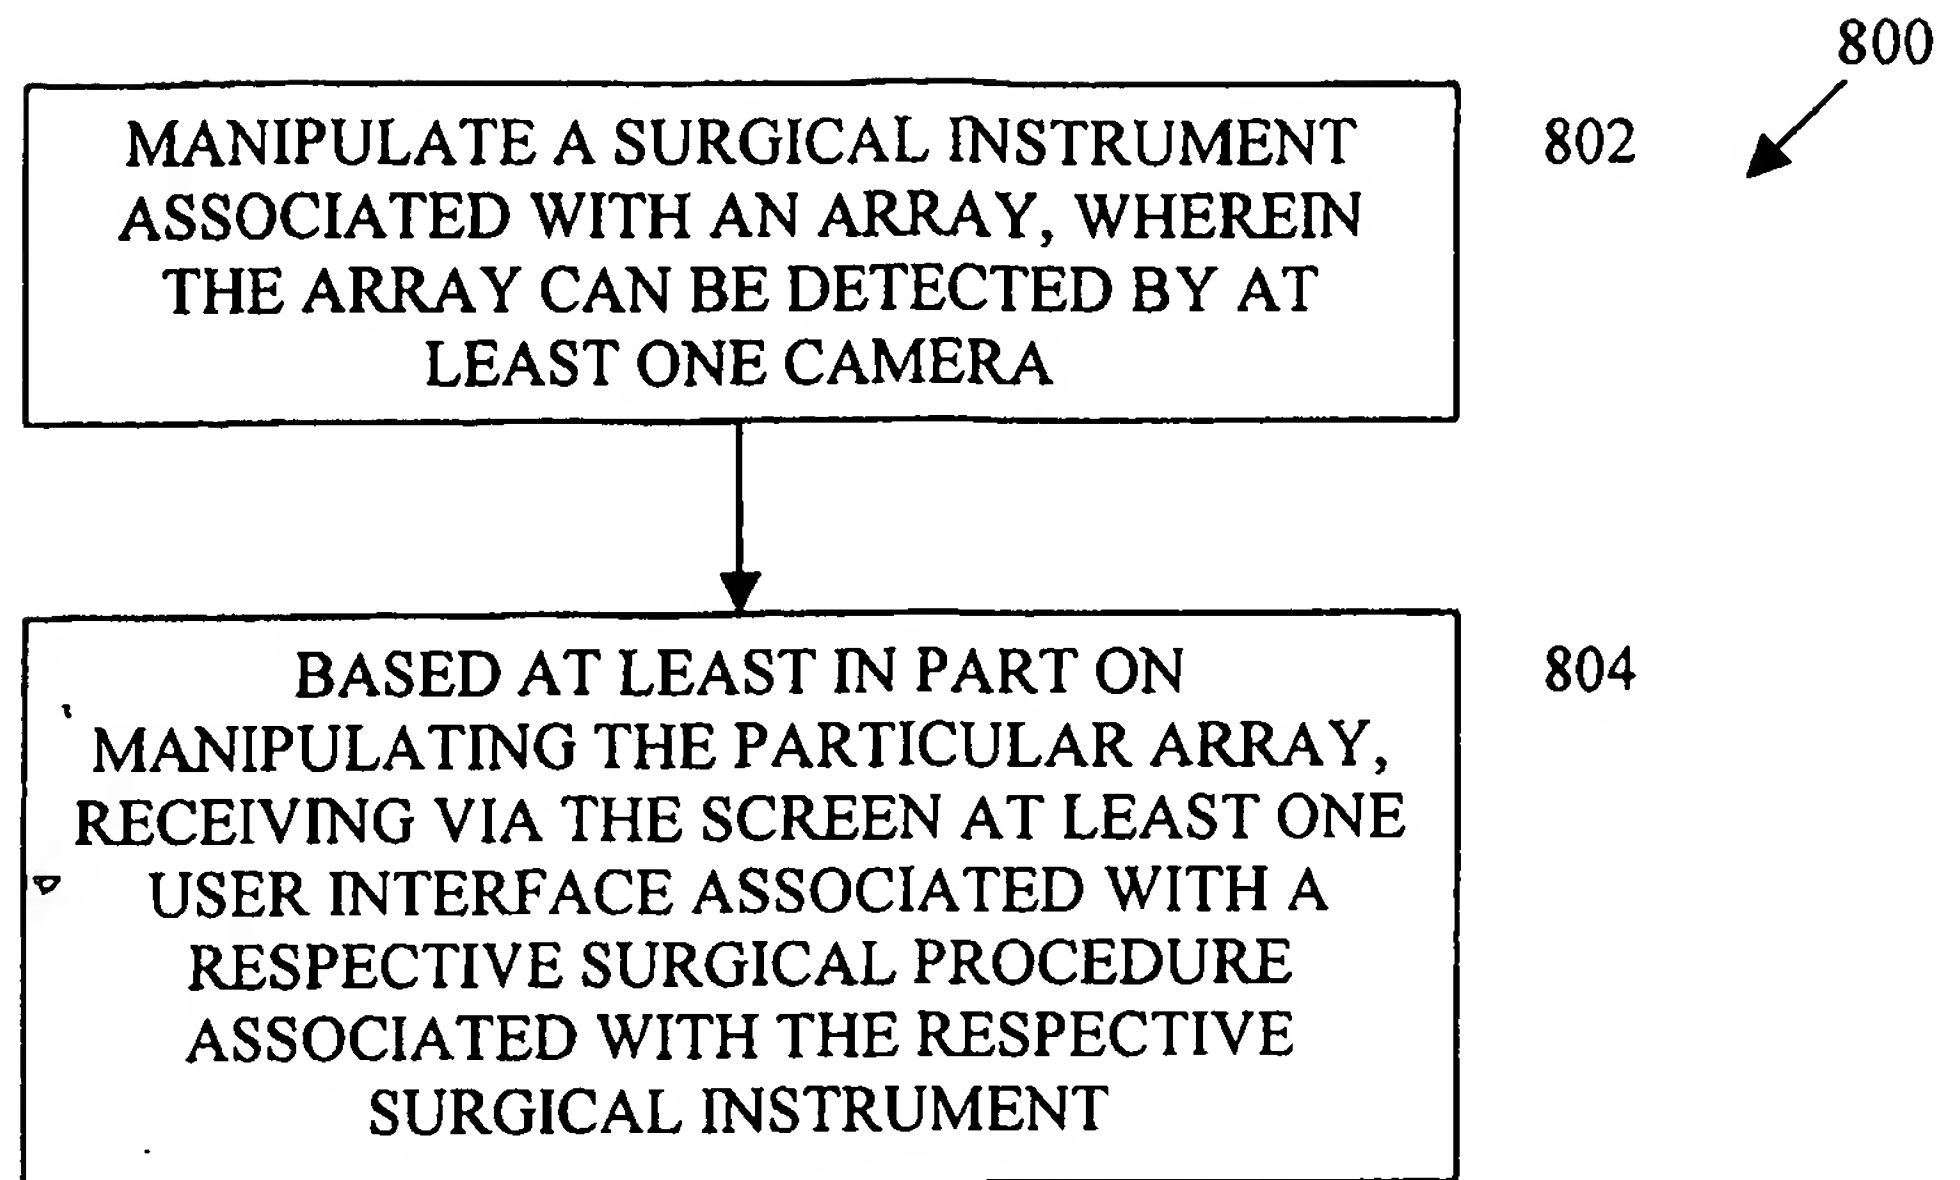 800
MANIPULATE A SURGICAL INSTRUMENT
ASSOCIATED WITH AN ARRAY, WHEREIN
THE ARRAY CAN BE DETECTED BY AT
LEAST ONE CAMERA
802
BASED AT LEAST IN PART ON
MANIPULATING THE PARTICULAR ARRAY,
RECEIVING VIA THE SCREEN AT LEAST ONE
USER INTERFACE ASSOCIATED WITH A
RESPECTIVE SURGICAL PROCEDURE
ASSOCIATED WITH THE RESPECTIVE
SURGICAL INSTRUMENT
804